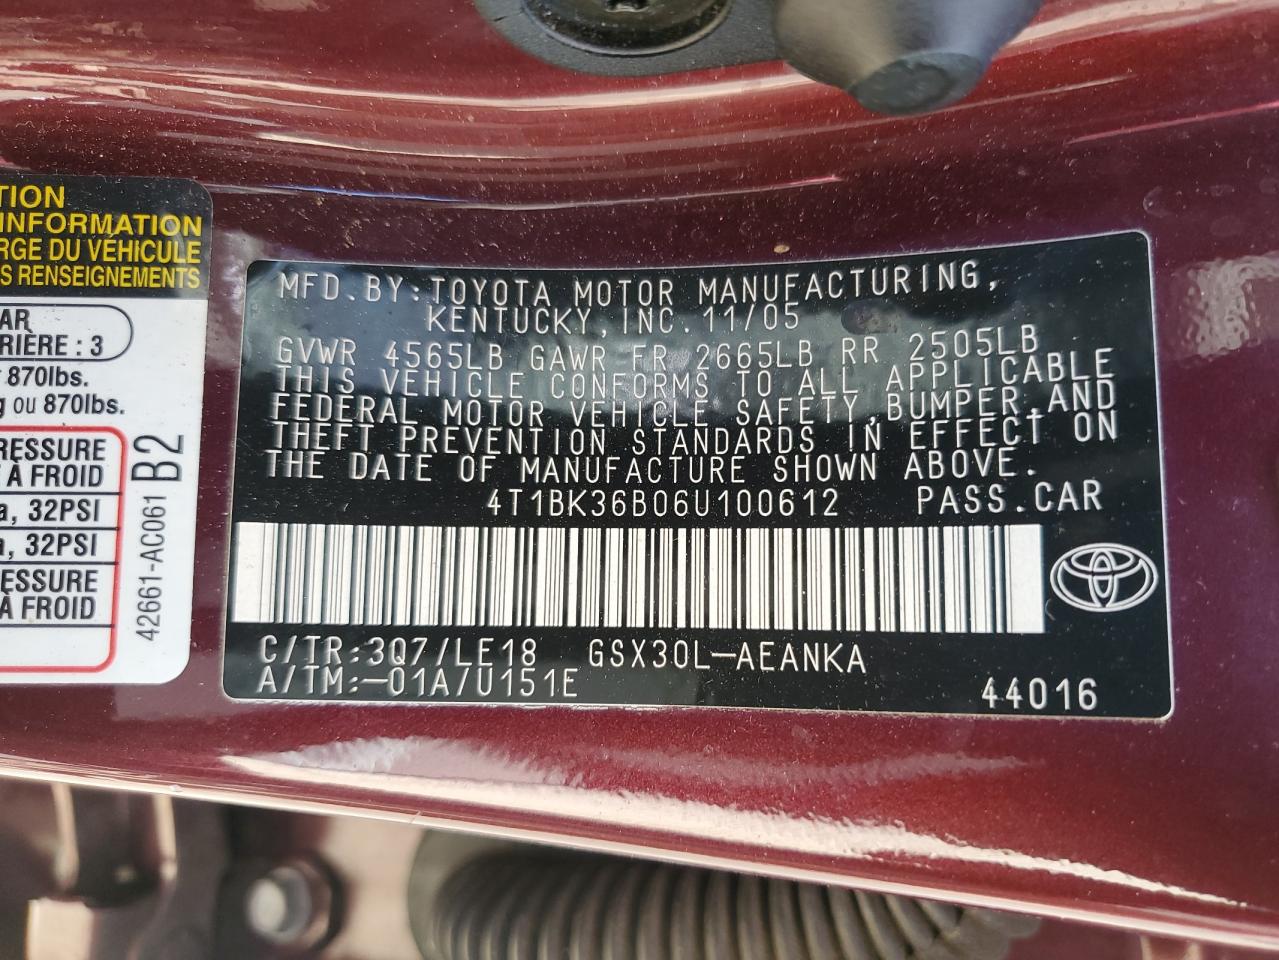 TION
INFORMATION
RGE DU VÉHICULE
S RENSEIGNEMENTS
AR
RIERE : 3
870lbs.
g ou 870lbs.
PRESSURE
À FROID
a, 32PSI
a, 32PSI
ESSURE
À FROID
42661-AC061 B2
MFD.BY:TOYOTA MOTOR MANUFACTURING,
KENTUCKY,INC.11/05
GVWR 4565LB GAWR FR 2665LB RR 2505LB
THIS VEHICLE CONFORMS TO ALL APPLICABLE
FEDERAL MOTOR VEHICLE SAFETY,BUMPER,AND
THEFT PREVENTION STANDARDS IN EFFECT ON
THE DATE OF MANUFACTURE SHOWN ABOVE.
4T1BK36B06U100612 PASS.CAR
C/TR:3Q7/LE18 GSX30L-AEANKA
A/TM:-01A/U151E
44016